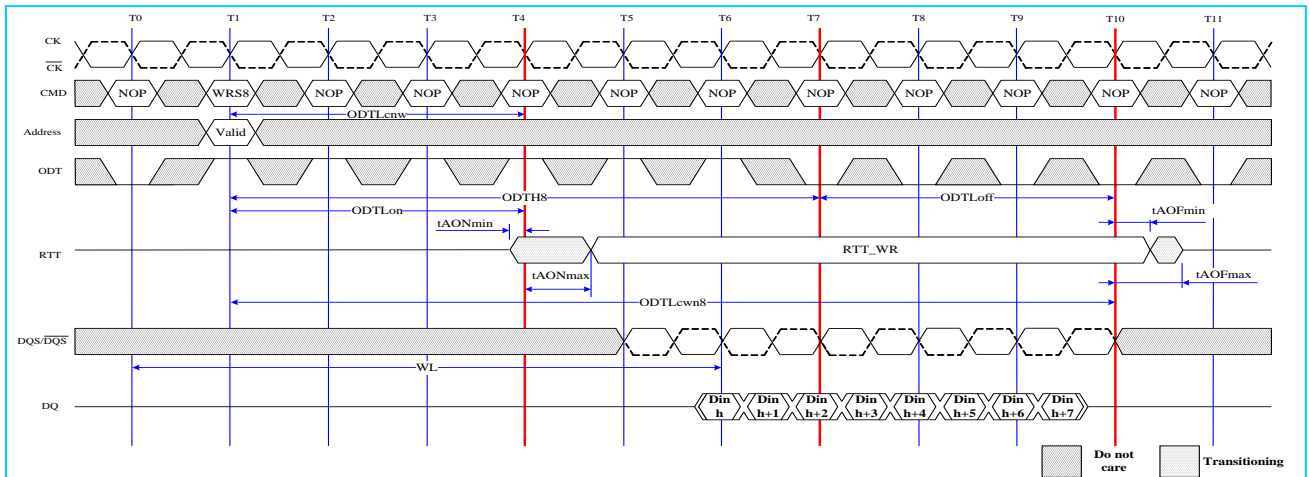 T0 T1 T2 T3 T4 T5 T6 T7 T8 T9 T10 T11
CK
CK
CMD NOP WRS8 NOP NOP NOP NOP NOP NOP NOP NOP NOP NOP
ODTLcnw
Address Valid
ODT
ODTH8 ODTLoff
ODTLon
tAONmin tAOFmin
RTT RTT_WR
tAONmax tAOFmax
ODTLcwn8
DQS/DQS
WL
DQ Din Din Din Din Din Din Din Din
h h+1 h+2 h+3 h+4 h+5 h+6 h+7
Do not Transitioning
care